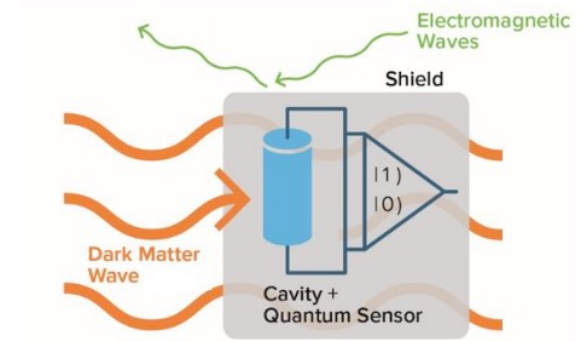 Electromagnetic
Waves
Shield
|1)
|0)
Dark Matter
Wave
Cavity +
Quantum Sensor